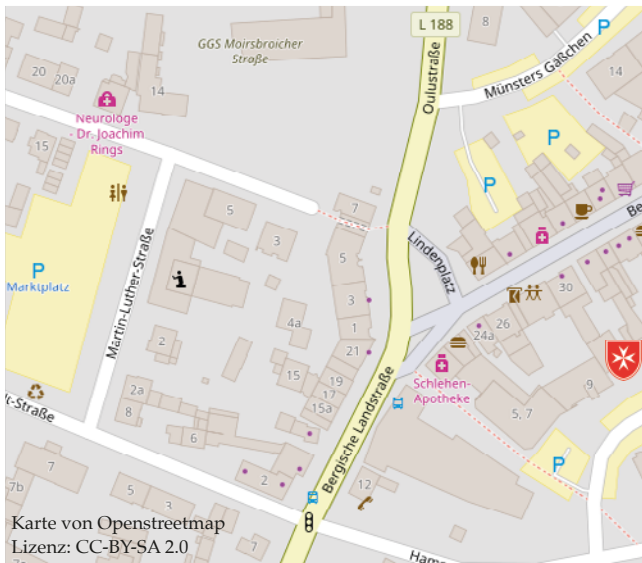 L 188
8
GGS Moirsbroicher
Straße
Oulustraße
P
Münsters Gäßchen
14
20
20a
14
Neurologe
Dr. Joachim
Rings
15
P
P
7
5
3
5
Lindenplatz
Be
P
Marktplatz
Martin-Luther-Straße
i
3
1
4a
30
26
24a
2
21
Schlehen-
Apotheke
9
15
19
17
15a
5, 7
2a
8
6
-Straße
Bergische Landstraße
P
2
12
7
7b
5
3
7
Karte von Openstreetmap
Lizenz: CC-BY-SA 2.0
Ham